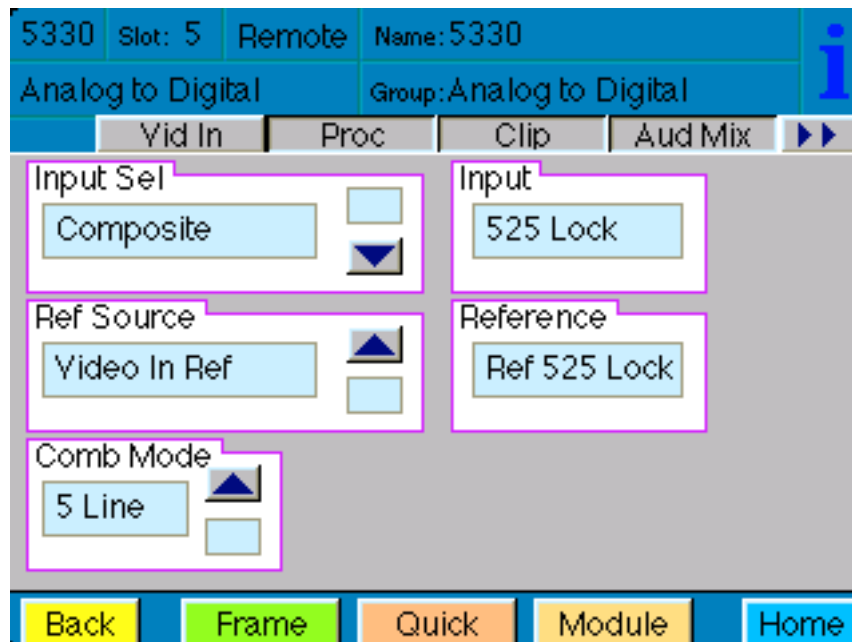 5330 Slot: 5 Remote Name: 5330
Analog to Digital Group: Analog to Digital
Vid In Proc Clip Aud Mix
Input Sel Input
Composite 525 Lock
Ref Source Reference
Video In Ref Ref 525 Lock
Comb Mode
5 Line
Back Frame Quick Module Home